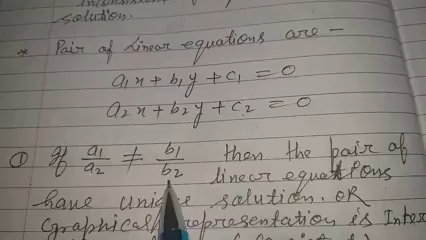 solution.
* Pair of linear equations are –
a₁x + b₁y + c₁ = 0
a₂x + b₂y + c₂ = 0
① If a₁/a₂ ≠ b₁/b₂ then the pair of
linear equations
have unique solution. OR
Graphical representation is Inter